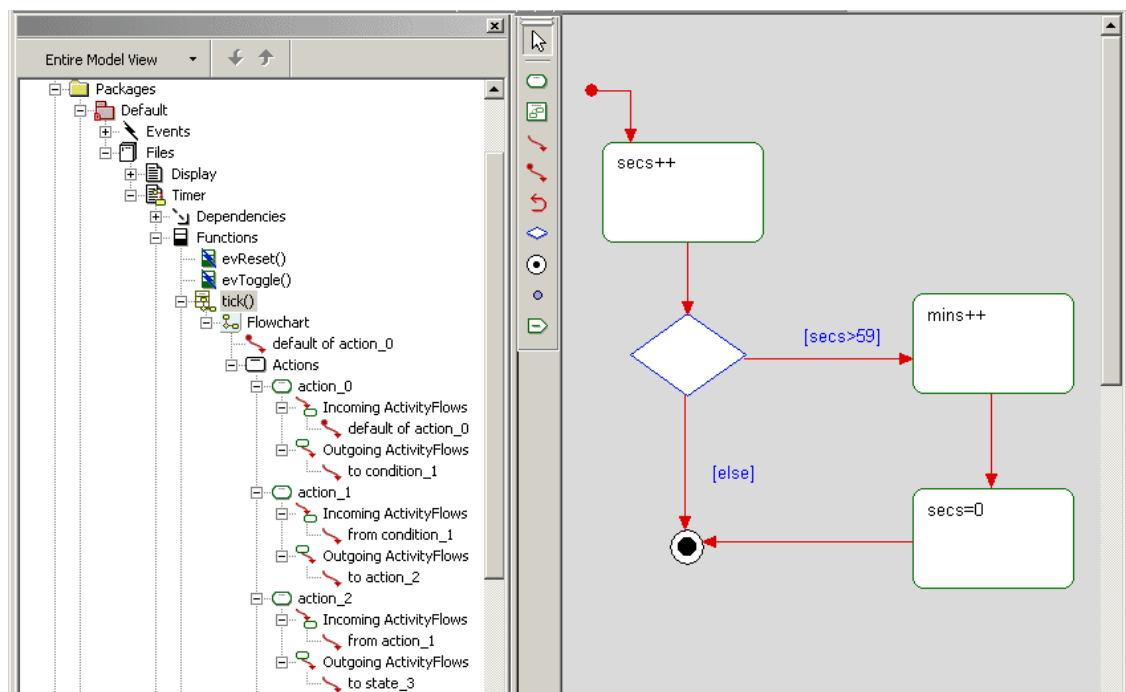 Entire Model View
Packages
Default
Events
Files
Display
Timer
Dependencies
Functions
evReset()
evToggle()
tick()
Flowchart
default of action_0
Actions
action_0
Incoming ActivityFlows
default of action_0
Outgoing ActivityFlows
to condition_1
action_1
Incoming ActivityFlows
from condition_1
Outgoing ActivityFlows
to action_2
action_2
Incoming ActivityFlows
from action_1
Outgoing ActivityFlows
to state_3
secs++
[secs>59]
mins++
[else]
secs=0